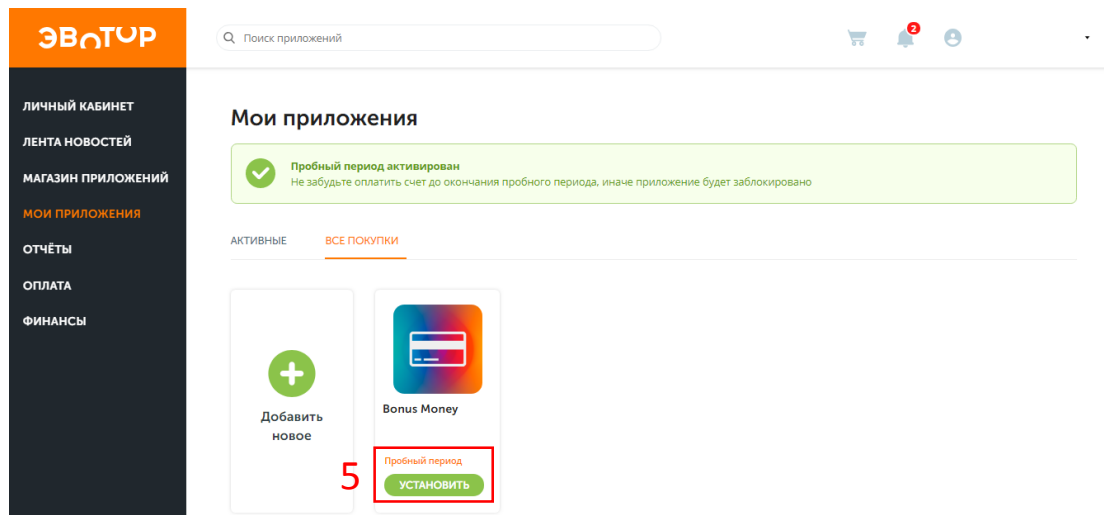 ЭВОТОР
Поиск приложений
2
ЛИЧНЫЙ КАБИНЕТ
ЛЕНТА НОВОСТЕЙ
МАГАЗИН ПРИЛОЖЕНИЙ
МОИ ПРИЛОЖЕНИЯ
ОТЧЁТЫ
ОПЛАТА
ФИНАНСЫ
Мои приложения
Пробный период активирован
Не забудьте оплатить счет до окончания пробного периода, иначе приложение будет заблокировано
АКТИВНЫЕ
ВСЕ ПОКУПКИ
Добавить
новое
Bonus Money
5
Пробный период
УСТАНОВИТЬ